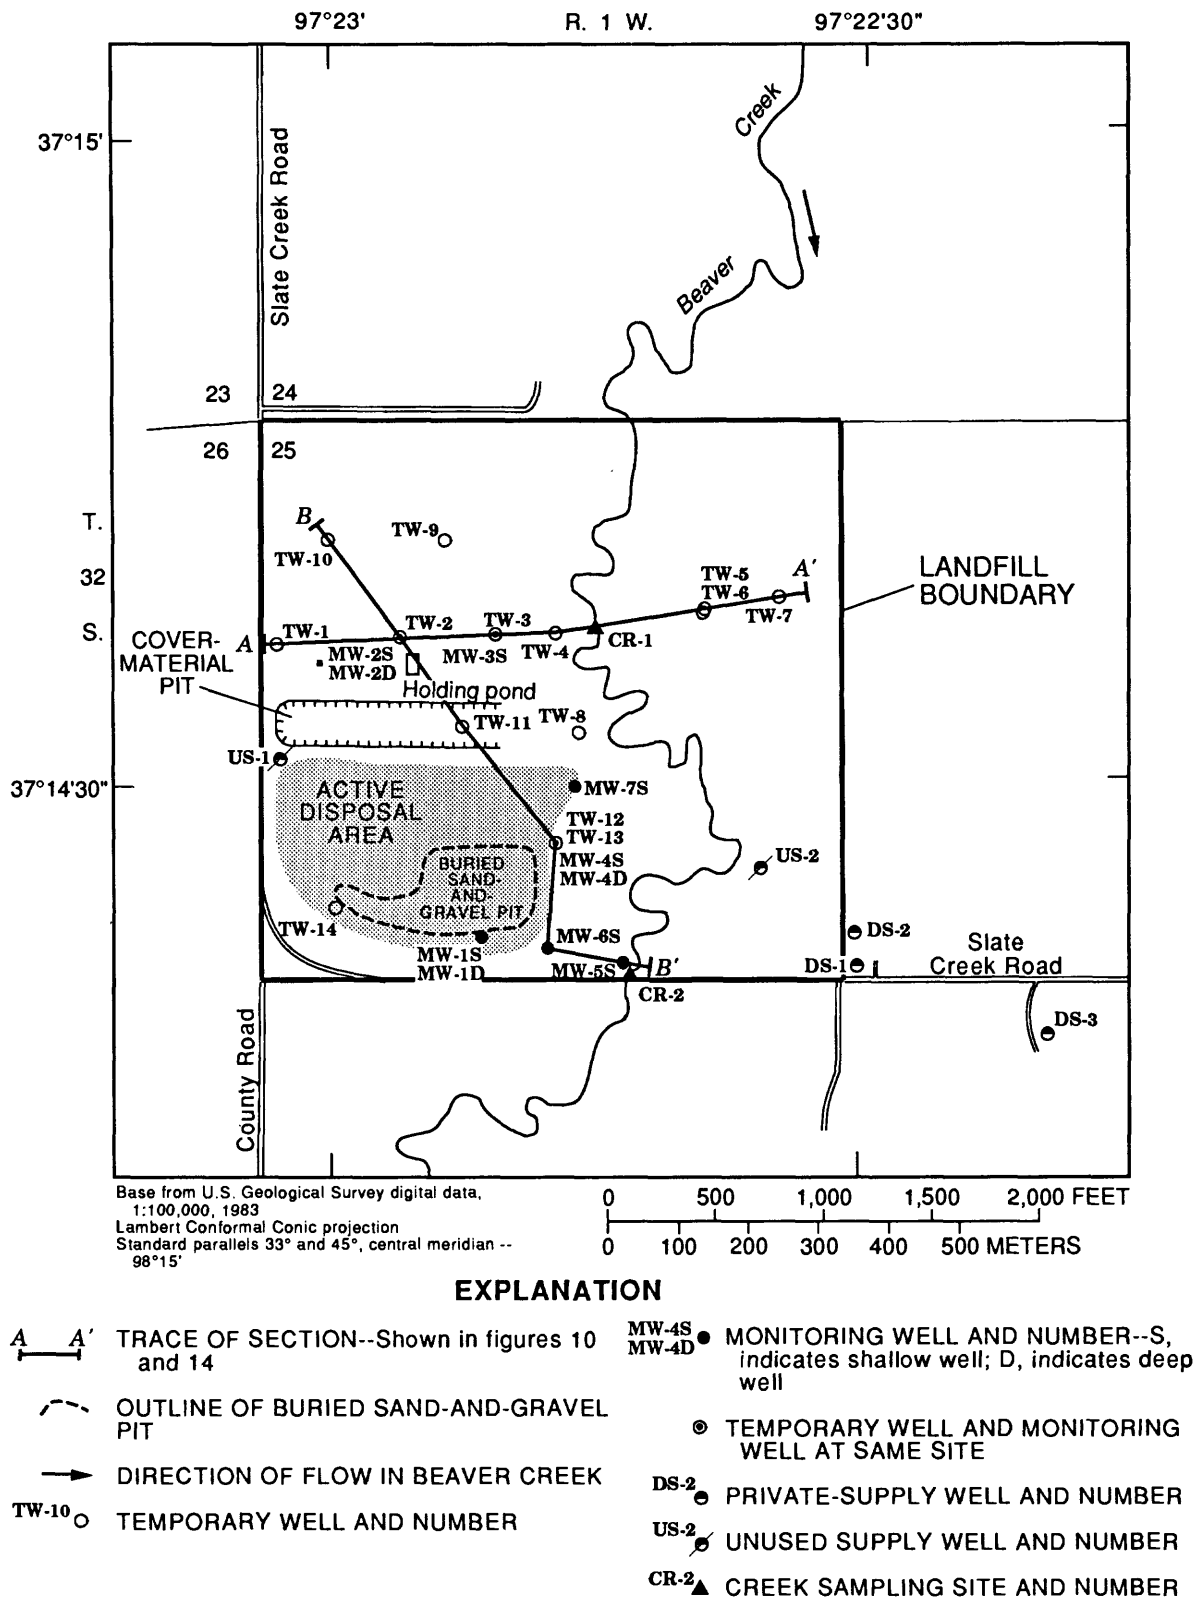 97°23'
R. 1 W.
97°22'30"
37°15'
Slate Creek Road
Creek
Beaver
23
24
26
25
T.
32
S.
B
TW-10
TW-9
TW-5
TW-6
A'
TW-7
LANDFILL
BOUNDARY
A
TW-1
TW-2
TW-3
MW-2S
MW-2D
MW-3S
TW-4
CR-1
COVER-
MATERIAL
PIT
Holding pond
TW-11
TW-8
US-1
37°14'30"
ACTIVE
DISPOSAL
AREA
MW-7S
TW-12
TW-13
MW-4S
MW-4D
BURIED
SAND-
AND-
GRAVEL PIT
US-2
TW-14
MW-1S
MW-1D
MW-6S
MW-5S
B'
CR-2
DS-2
DS-1
Slate
Creek Road
DS-3
County Road
Base from U.S. Geological Survey digital data,
1:100,000, 1983
Lambert Conformal Conic projection
Standard parallels 33° and 45°, central meridian --
98°15'
0 500 1,000 1,500 2,000 FEET
0 100 200 300 400 500 METERS
EXPLANATION
A A' TRACE OF SECTION--Shown in figures 10
and 14
OUTLINE OF BURIED SAND-AND-GRAVEL
PIT
DIRECTION OF FLOW IN BEAVER CREEK
TW-10 TEMPORARY WELL AND NUMBER
MW-4S
MW-4D
MONITORING WELL AND NUMBER--S,
indicates shallow well; D, indicates deep
well
TEMPORARY WELL AND MONITORING
WELL AT SAME SITE
DS-2 PRIVATE-SUPPLY WELL AND NUMBER
US-2 UNUSED SUPPLY WELL AND NUMBER
CR-2 CREEK SAMPLING SITE AND NUMBER